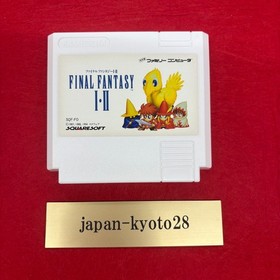 ファミリー コンピュータ
ファイナルファンタジーI・II
FINAL FANTASY
I・II
SQF-FG
SQUARESOFT
japan-kyoto28